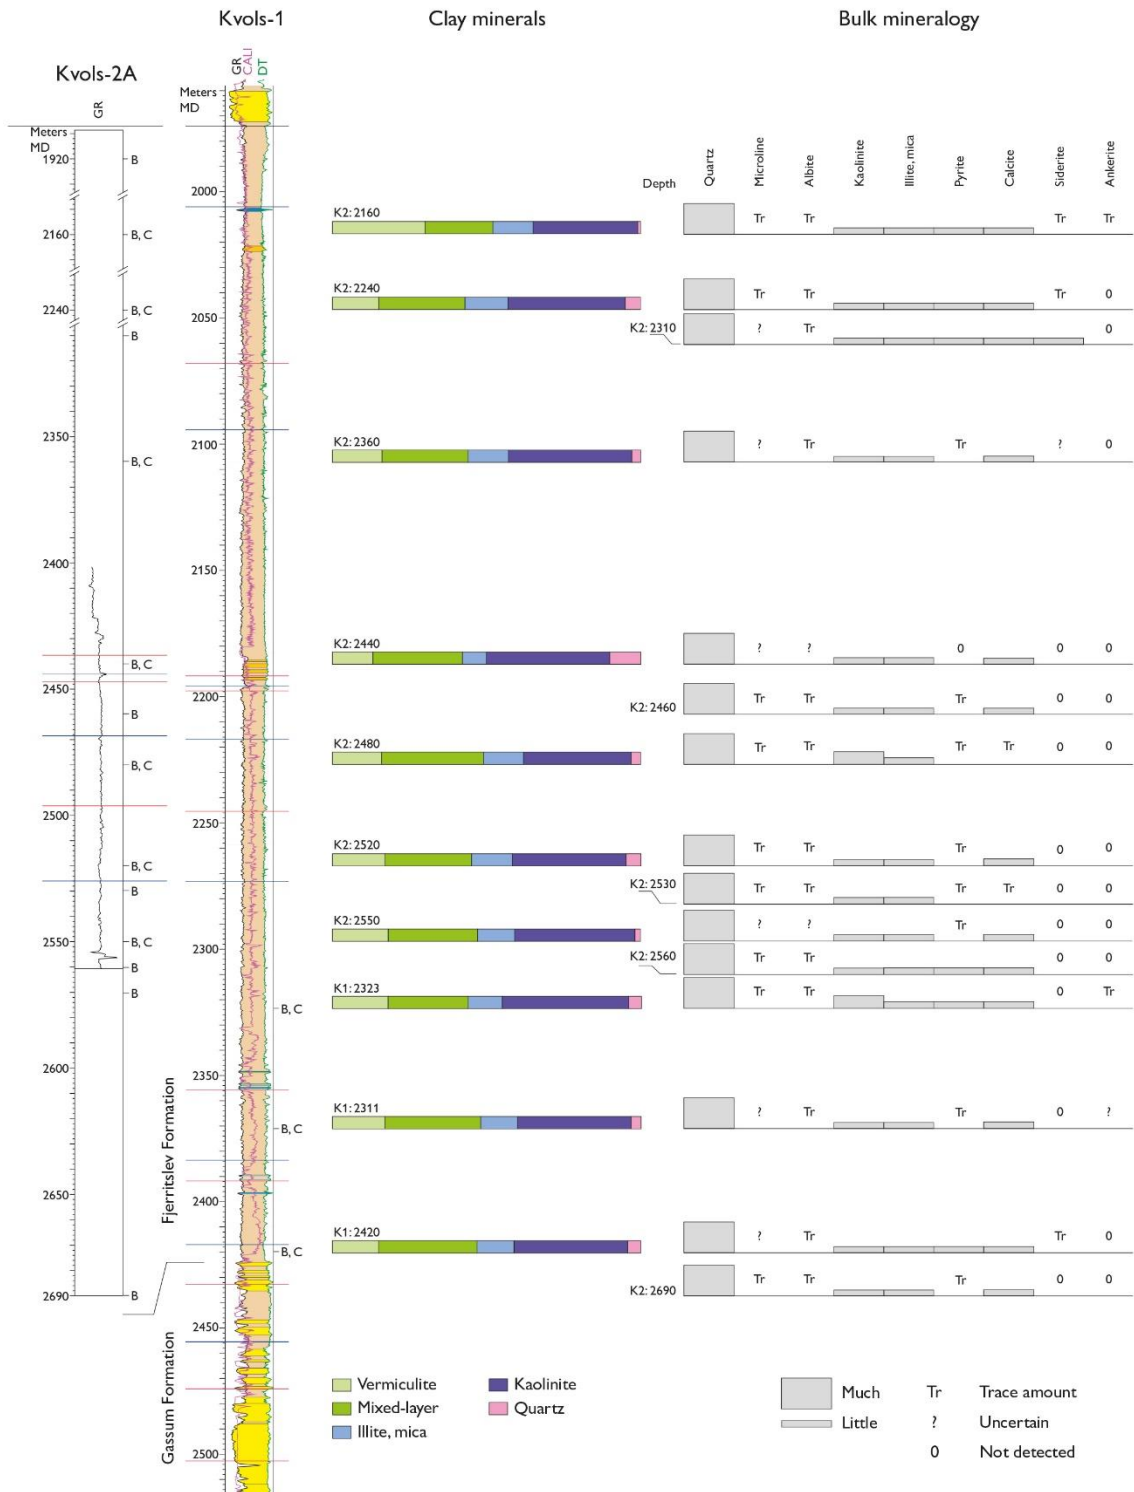 Kvols-1
Clay minerals
Bulk mineralogy
Kvols-2A
GR
GR
CALI
DT
Meters
MD
Meters
MD
1920
2160
2240
2350
2400
2450
2500
2550
2600
2650
2690
B
B, C
B, C
B
B, C
B, C
B
B, C
B, C
B
B, C
B
B
B
2000
2050
2100
2150
2200
2250
2300
2350
2400
2450
2500
B, C
B, C
B, C
Fjerritslev Formation
Gassum Formation
K2: 2160
K2: 2240
K2: 2360
K2: 2440
K2: 2480
K2: 2520
K2: 2550
K1: 2323
K1: 2311
K1: 2420
Depth Quartz Microline Albite Kaolinite Illite, mica Pyrite Calcite Siderite Ankerite
Tr Tr Tr Tr
Tr Tr Tr 0
K2: 2310 ? Tr 0
? Tr Tr ? 0
? ? 0 0 0
K2: 2460 Tr Tr Tr 0 0
Tr Tr Tr Tr 0 0
Tr Tr Tr 0 0
K2: 2530 Tr Tr Tr Tr 0 0
? ? Tr 0 0
K2: 2560 Tr Tr 0 0
Tr Tr 0 Tr
? Tr Tr 0 ?
? Tr Tr 0
K2: 2690 Tr Tr Tr 0 0
Vermiculite
Mixed-layer
Illite, mica
Kaolinite
Quartz
Much
Little
Tr Trace amount
? Uncertain
0 Not detected